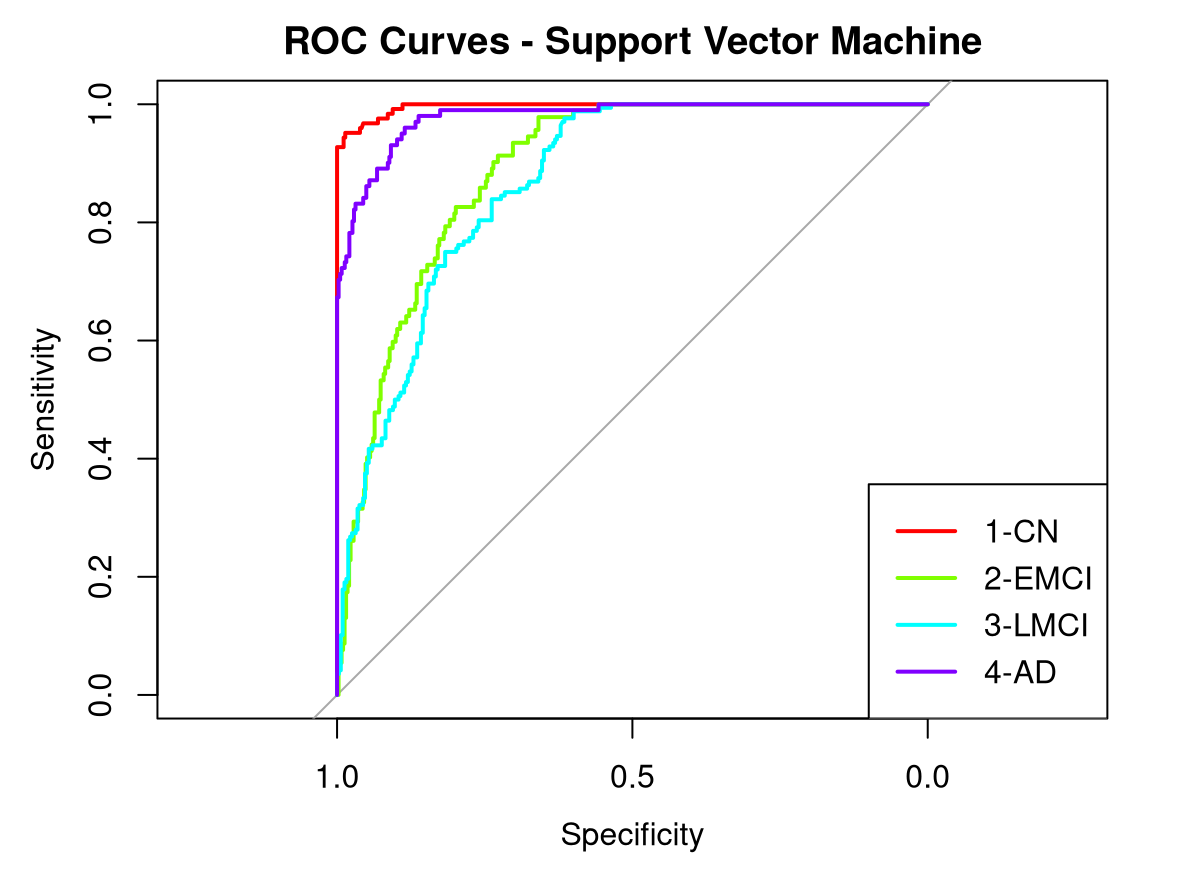 ROC Curves - Support Vector Machine
Sensitivity
1.0
0.8
0.6
0.4
0.2
0.0
1-CN
2-EMCI
3-LMCI
4-AD
1.0 0.5 0.0
Specificity